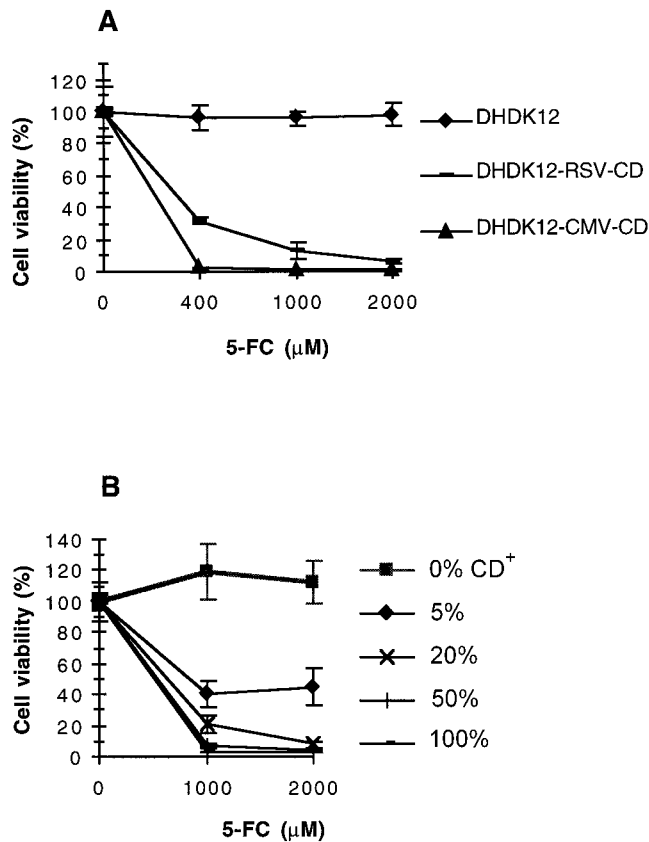 A
Cell viability (%)
120
100
80
60
40
20
0
0 400 1000 2000
5-FC (µM)
DHDK12
DHDK12-RSV-CD
DHDK12-CMV-CD
B
Cell viability (%)
140
120
100
80
60
40
20
0
0 1000 2000
5-FC (µM)
0% CD⁺
5%
20%
50%
100%